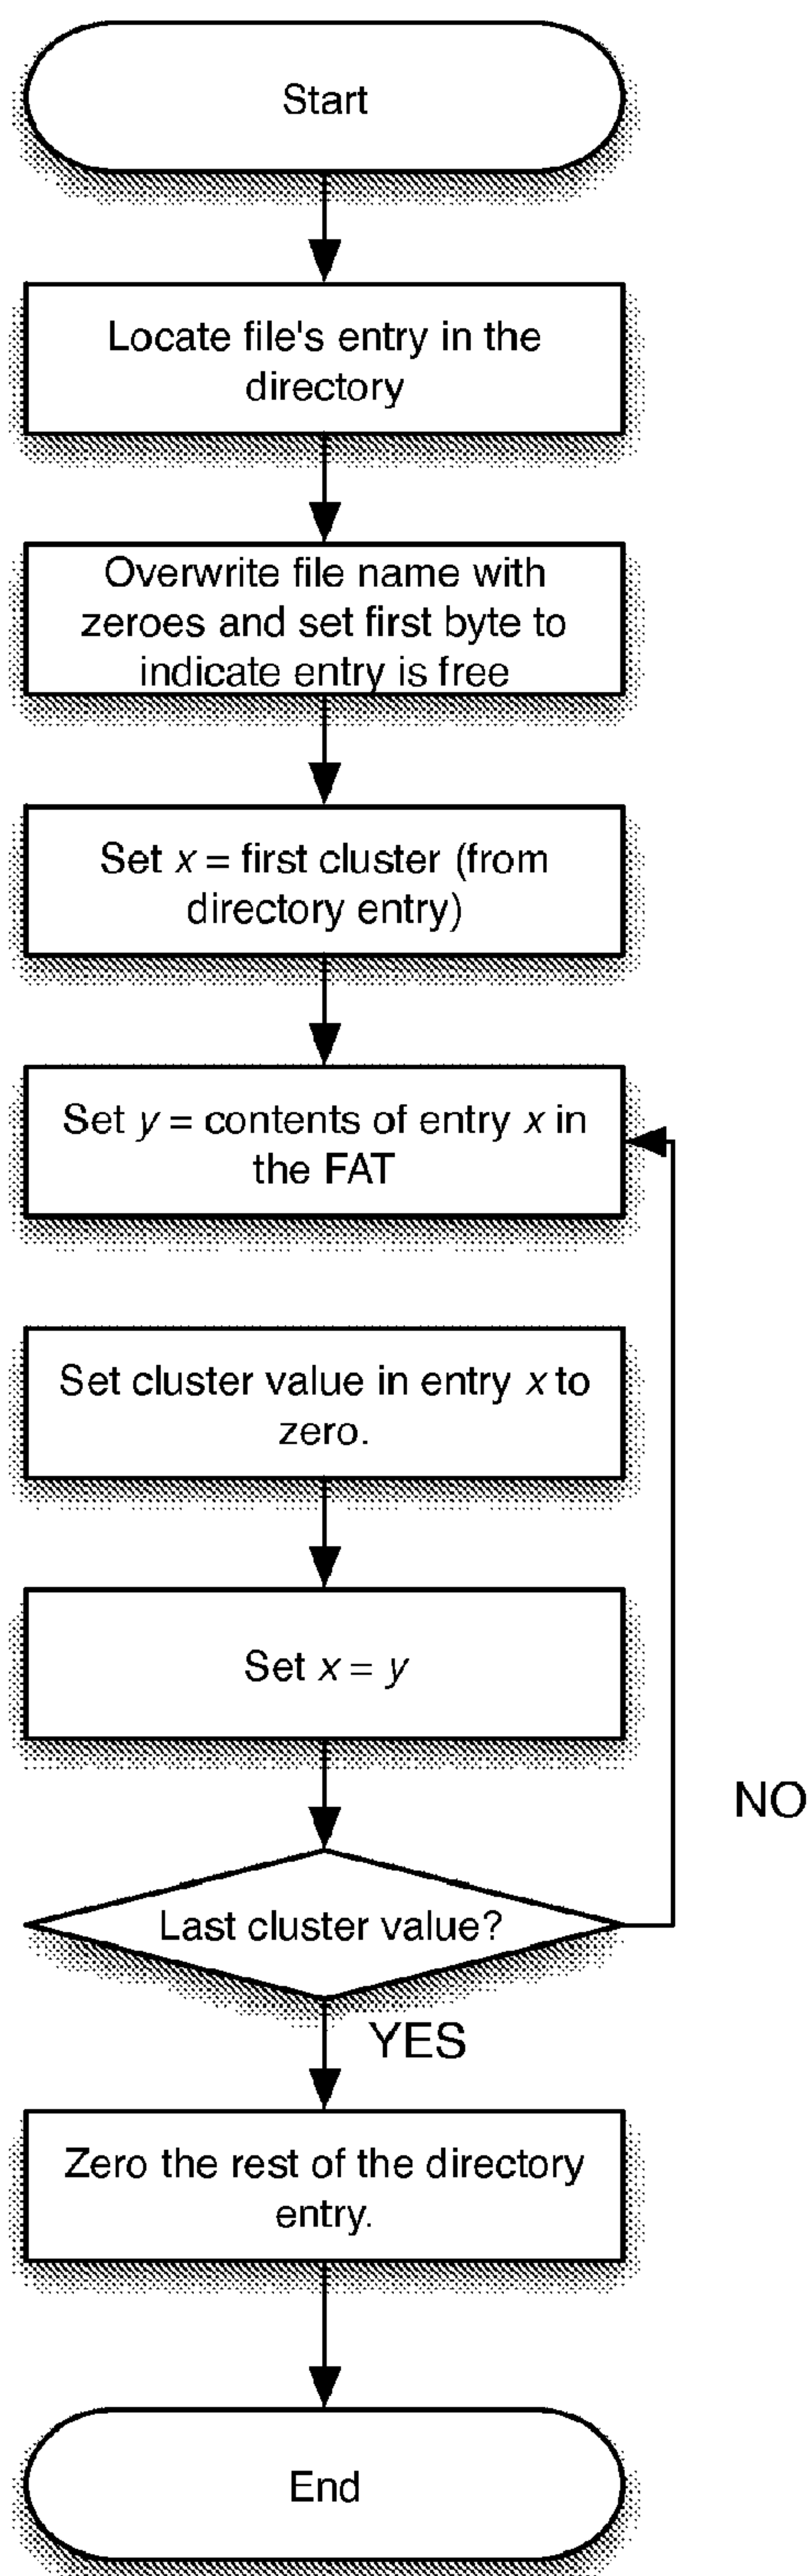 Start
Locate file's entry in the
directory
Overwrite file name with
zeroes and set first byte to
indicate entry is free
Set x = first cluster (from
directory entry)
Set y = contents of entry x in
the FAT
Set cluster value in entry x to
zero.
Set x = y
NO
Last cluster value?
YES
Zero the rest of the directory
entry.
End